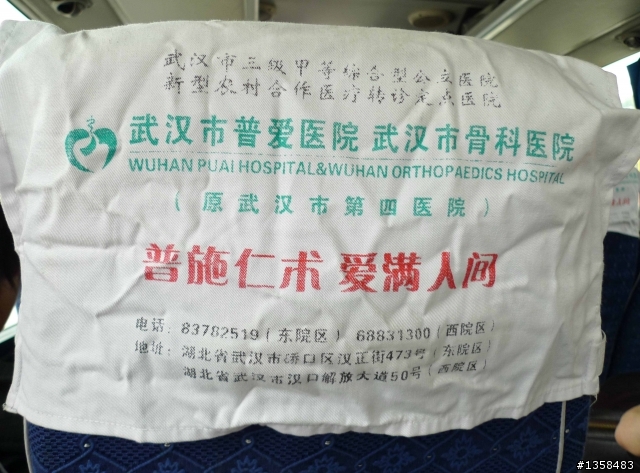 武汉市三级甲等综合型公立医院
新型农村合作医疗转诊定点医院
武汉市普爱医院 武汉市骨科医院
WUHAN PUAI HOSPITAL&WUHAN ORTHOPAEDICS HOSPITAL
（原武汉市第四医院）
普施仁术 爱满人间
电话：83782519（东院区） 68831300（西院区）
地址：湖北省武汉市硚口区汉正街473号（东院区）
湖北省武汉市汉口解放大道50号（西院区）
#1358483